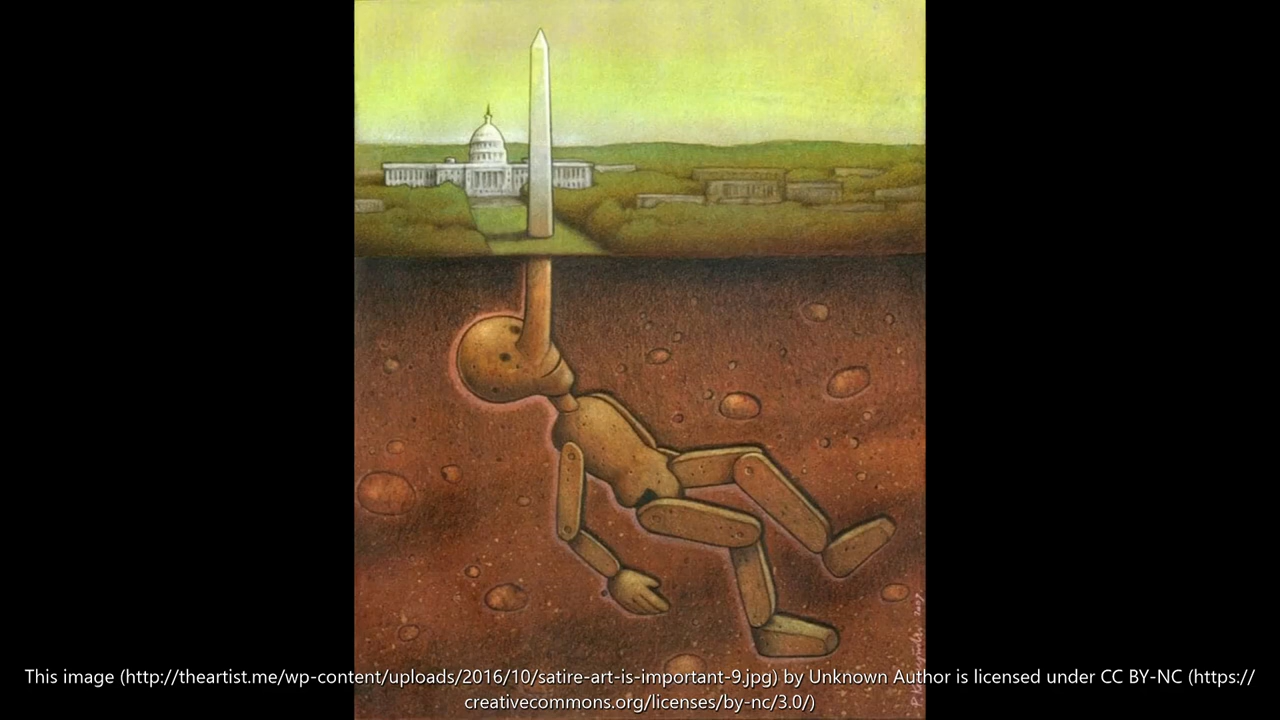 This image (http://theartist.me/wp-content/uploads/2016/10/satire-art-is-important-9.jpg) by Unknown Author is licensed under CC BY-NC (https://
creativecommons.org/licenses/by-nc/3.0/)
2007